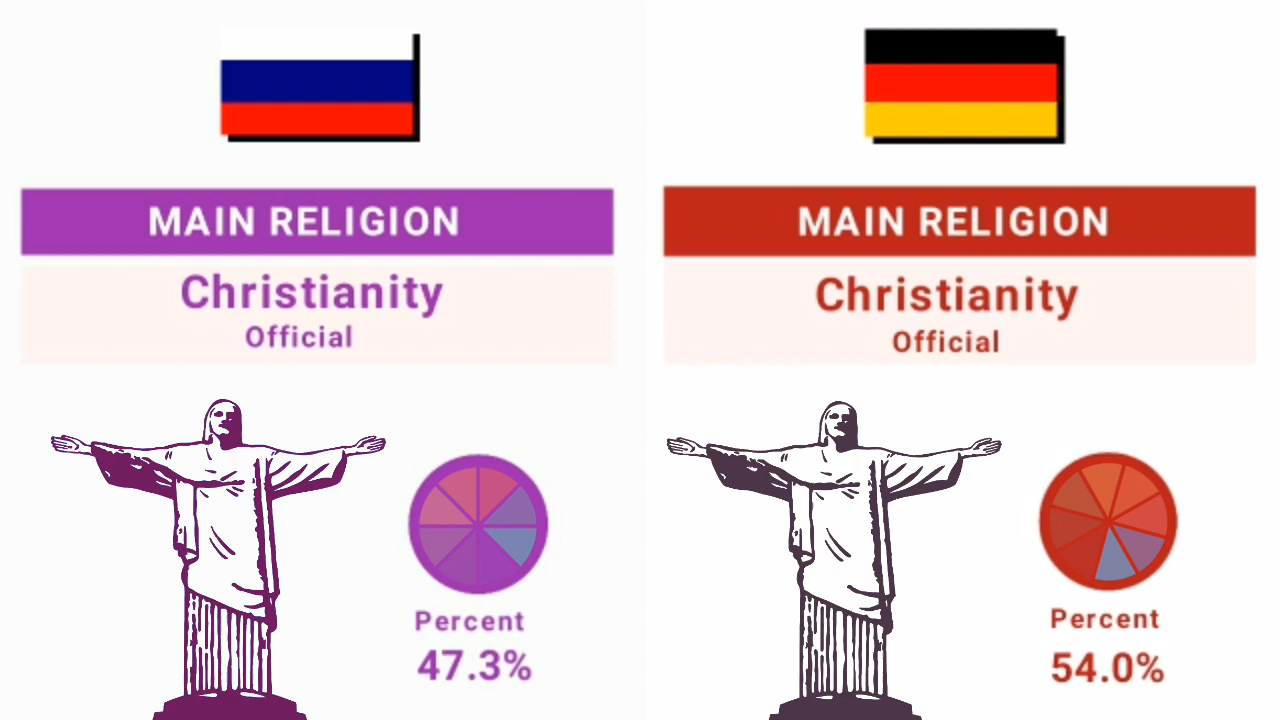 MAIN RELIGION
Christianity
Official
Percent
47.3%
MAIN RELIGION
Christianity
Official
Percent
54.0%